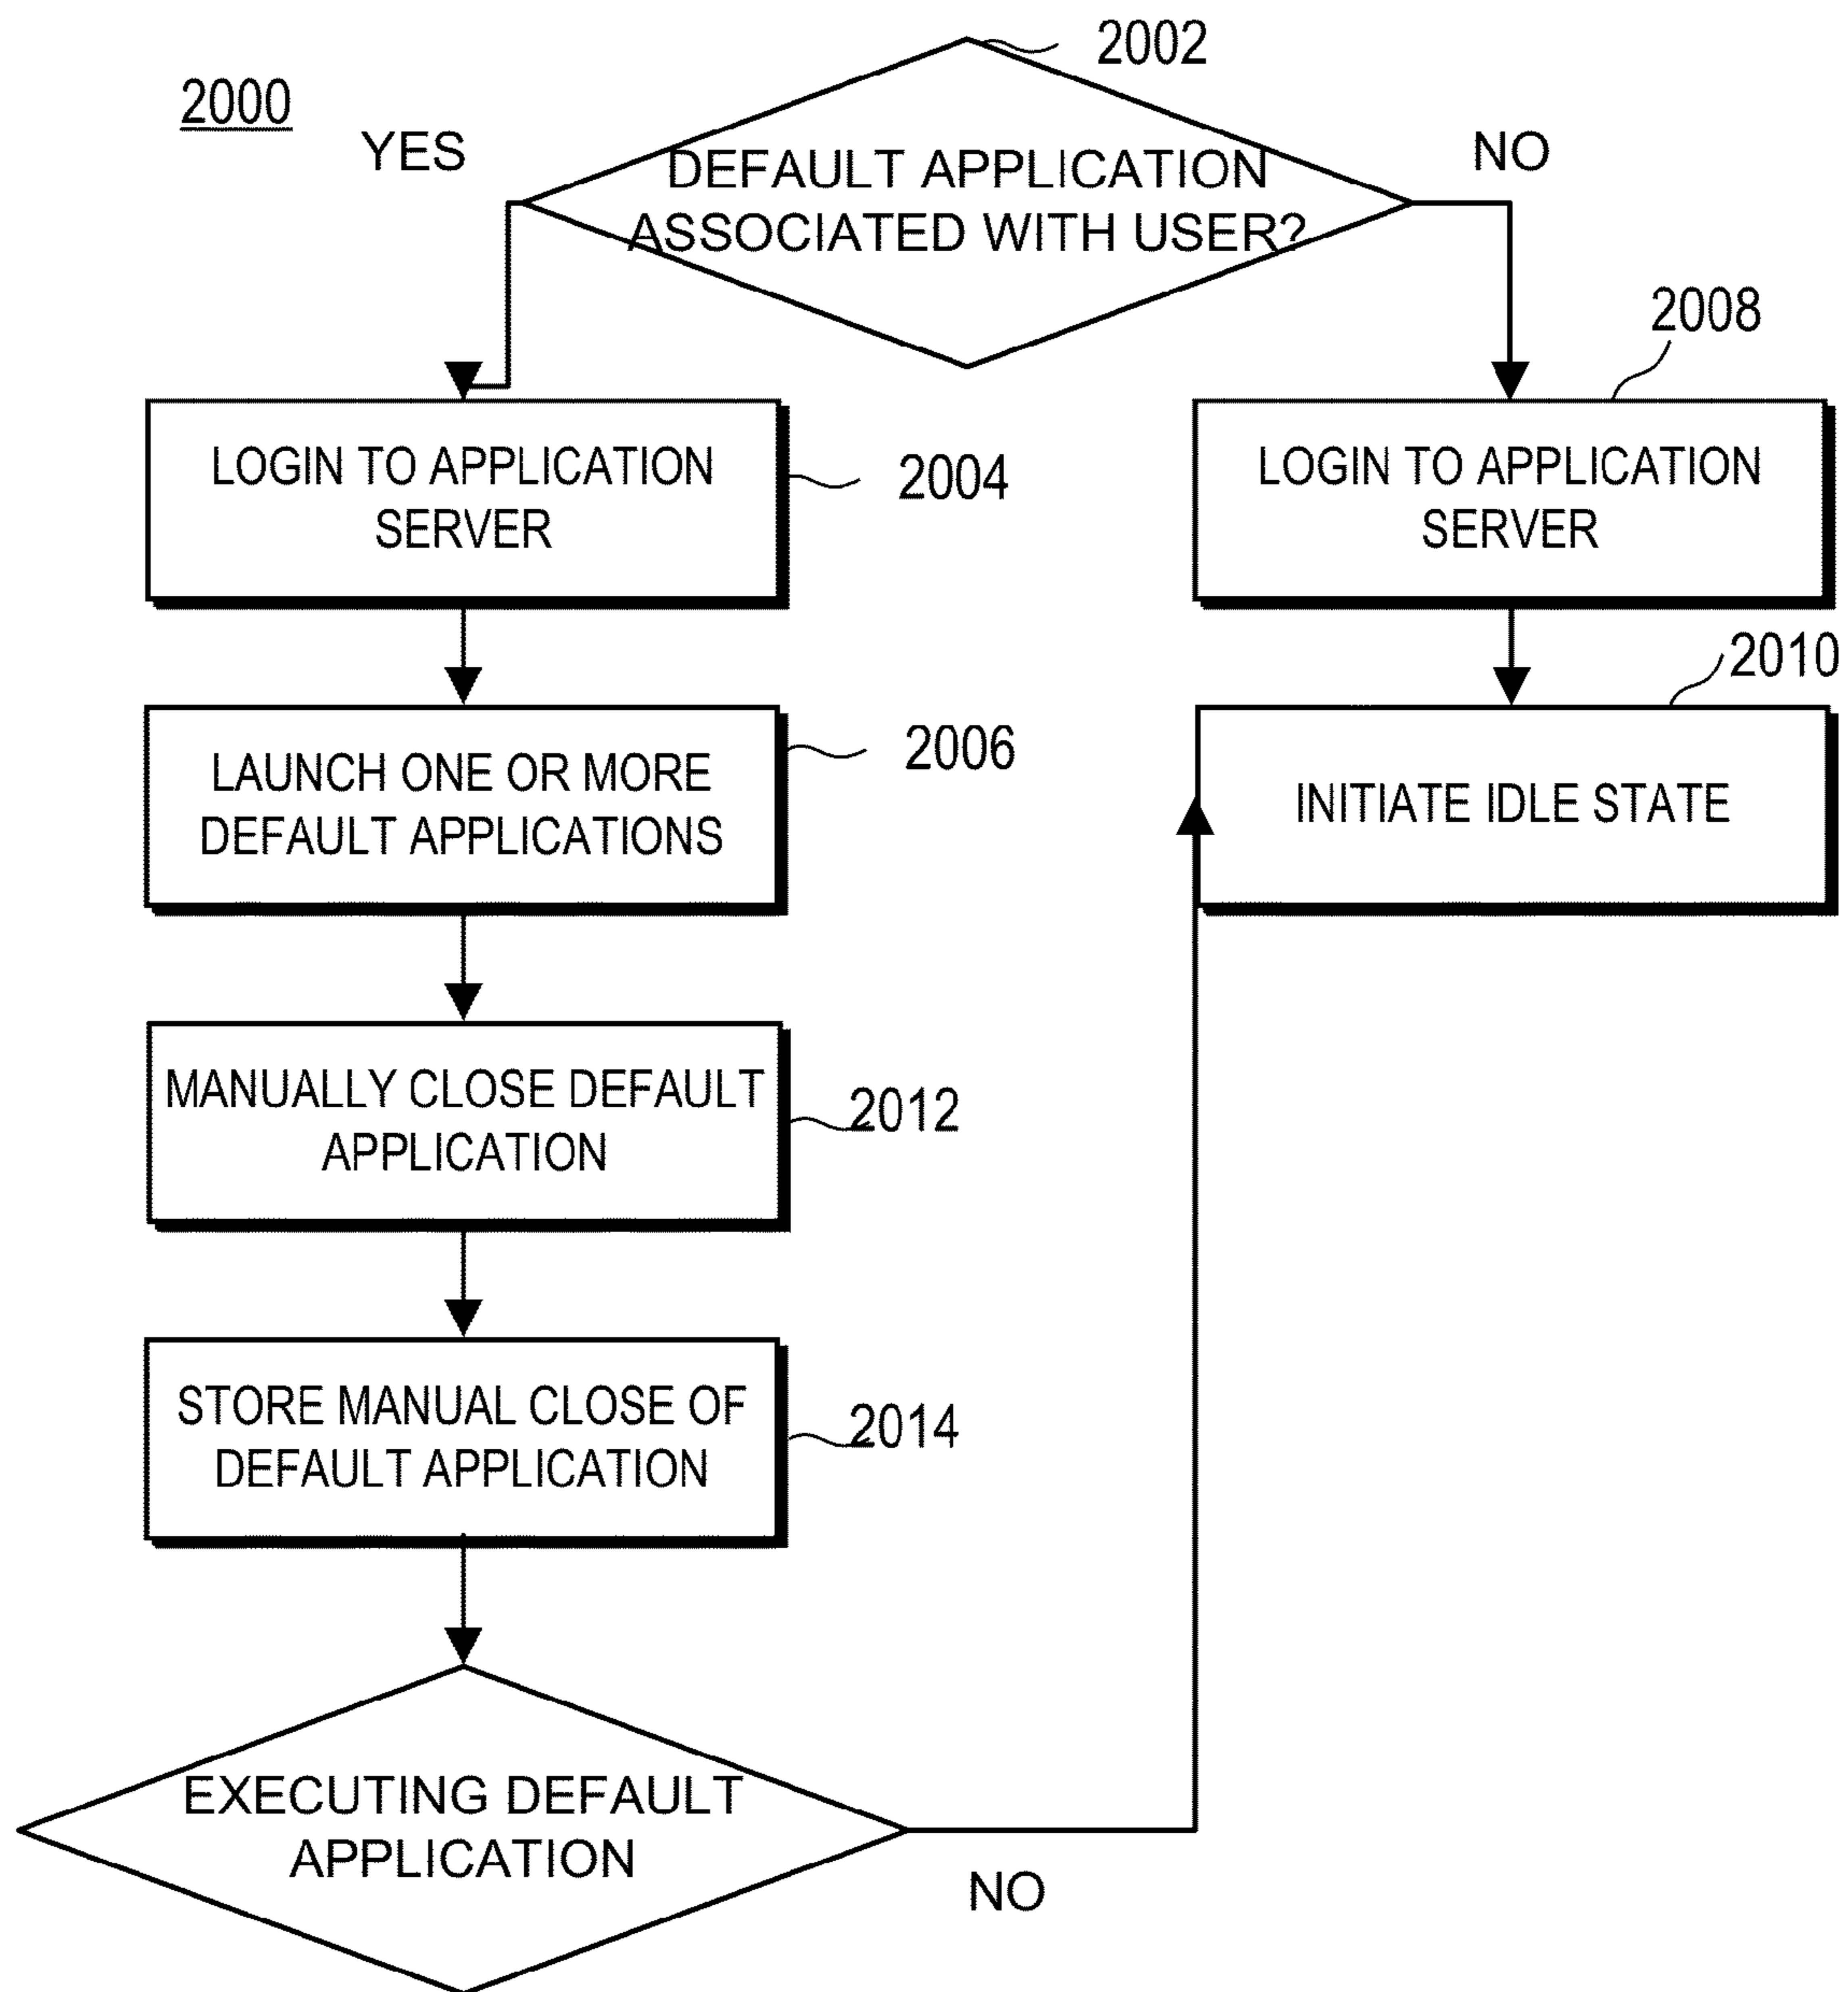 2002
2000
YES
NO
DEFAULT APPLICATION
ASSOCIATED WITH USER?
2008
LOGIN TO APPLICATION
SERVER
2004
LOGIN TO APPLICATION
SERVER
2010
LAUNCH ONE OR MORE
DEFAULT APPLICATIONS
2006
INITIATE IDLE STATE
MANUALLY CLOSE DEFAULT
APPLICATION
2012
STORE MANUAL CLOSE OF
DEFAULT APPLICATION
2014
EXECUTING DEFAULT
APPLICATION
NO